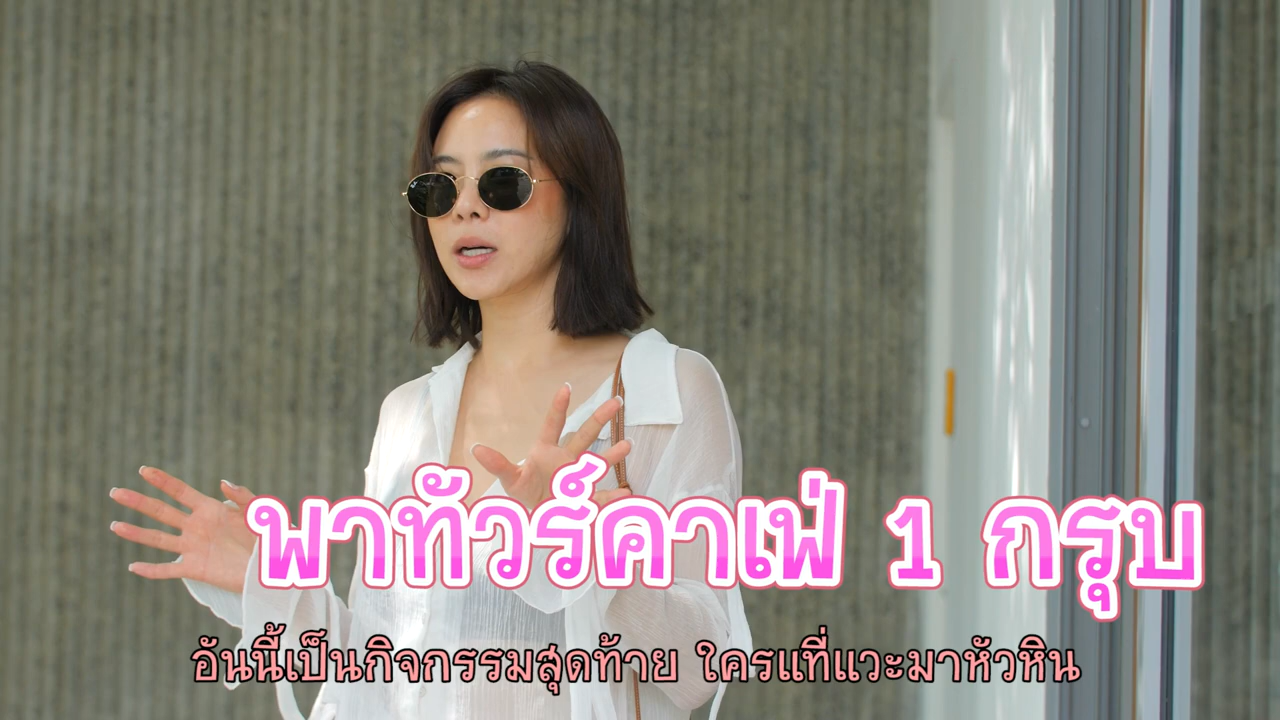 พาทัวร์คาเฟ่ 1 กรุบ
อันนี้เป็นกิจกรรมสุดท้าย ใครแที่แวะมาหัวหิน